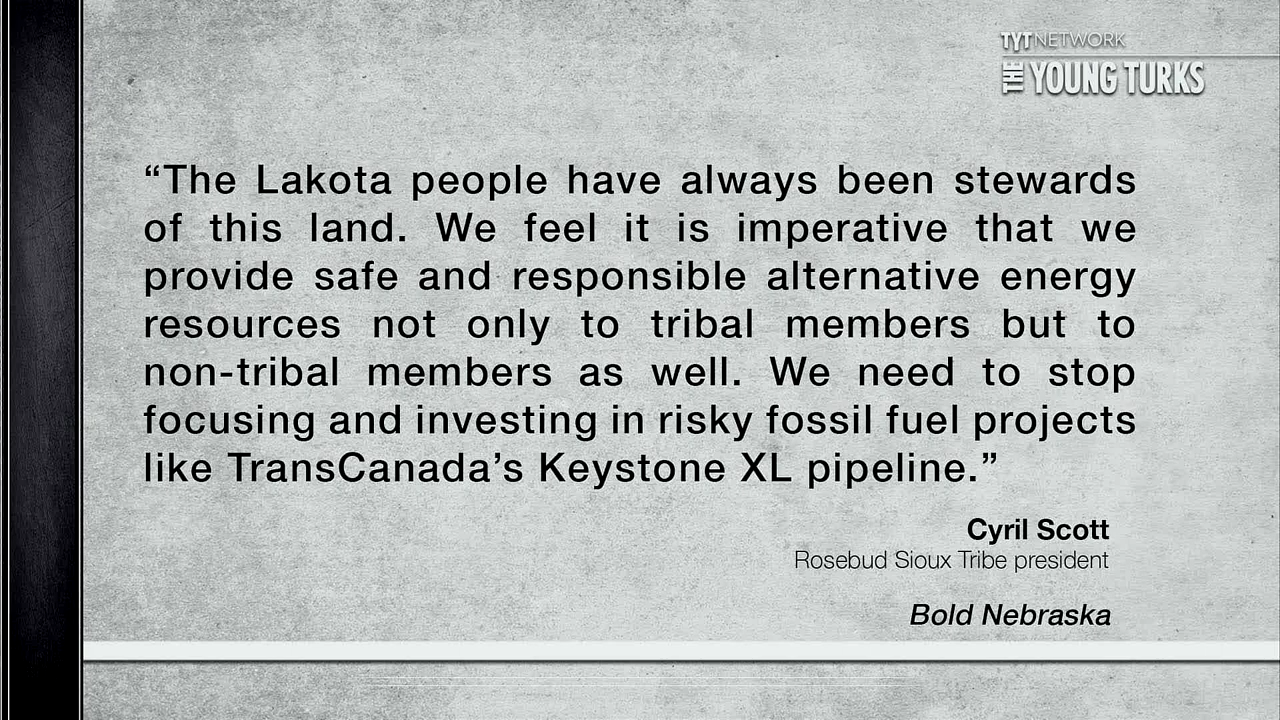 TYT NETWORK
THE YOUNG TURKS
“The Lakota people have always been stewards
of this land. We feel it is imperative that we
provide safe and responsible alternative energy
resources not only to tribal members but to
non-tribal members as well. We need to stop
focusing and investing in risky fossil fuel projects
like TransCanada’s Keystone XL pipeline.”
Cyril Scott
Rosebud Sioux Tribe president
Bold Nebraska